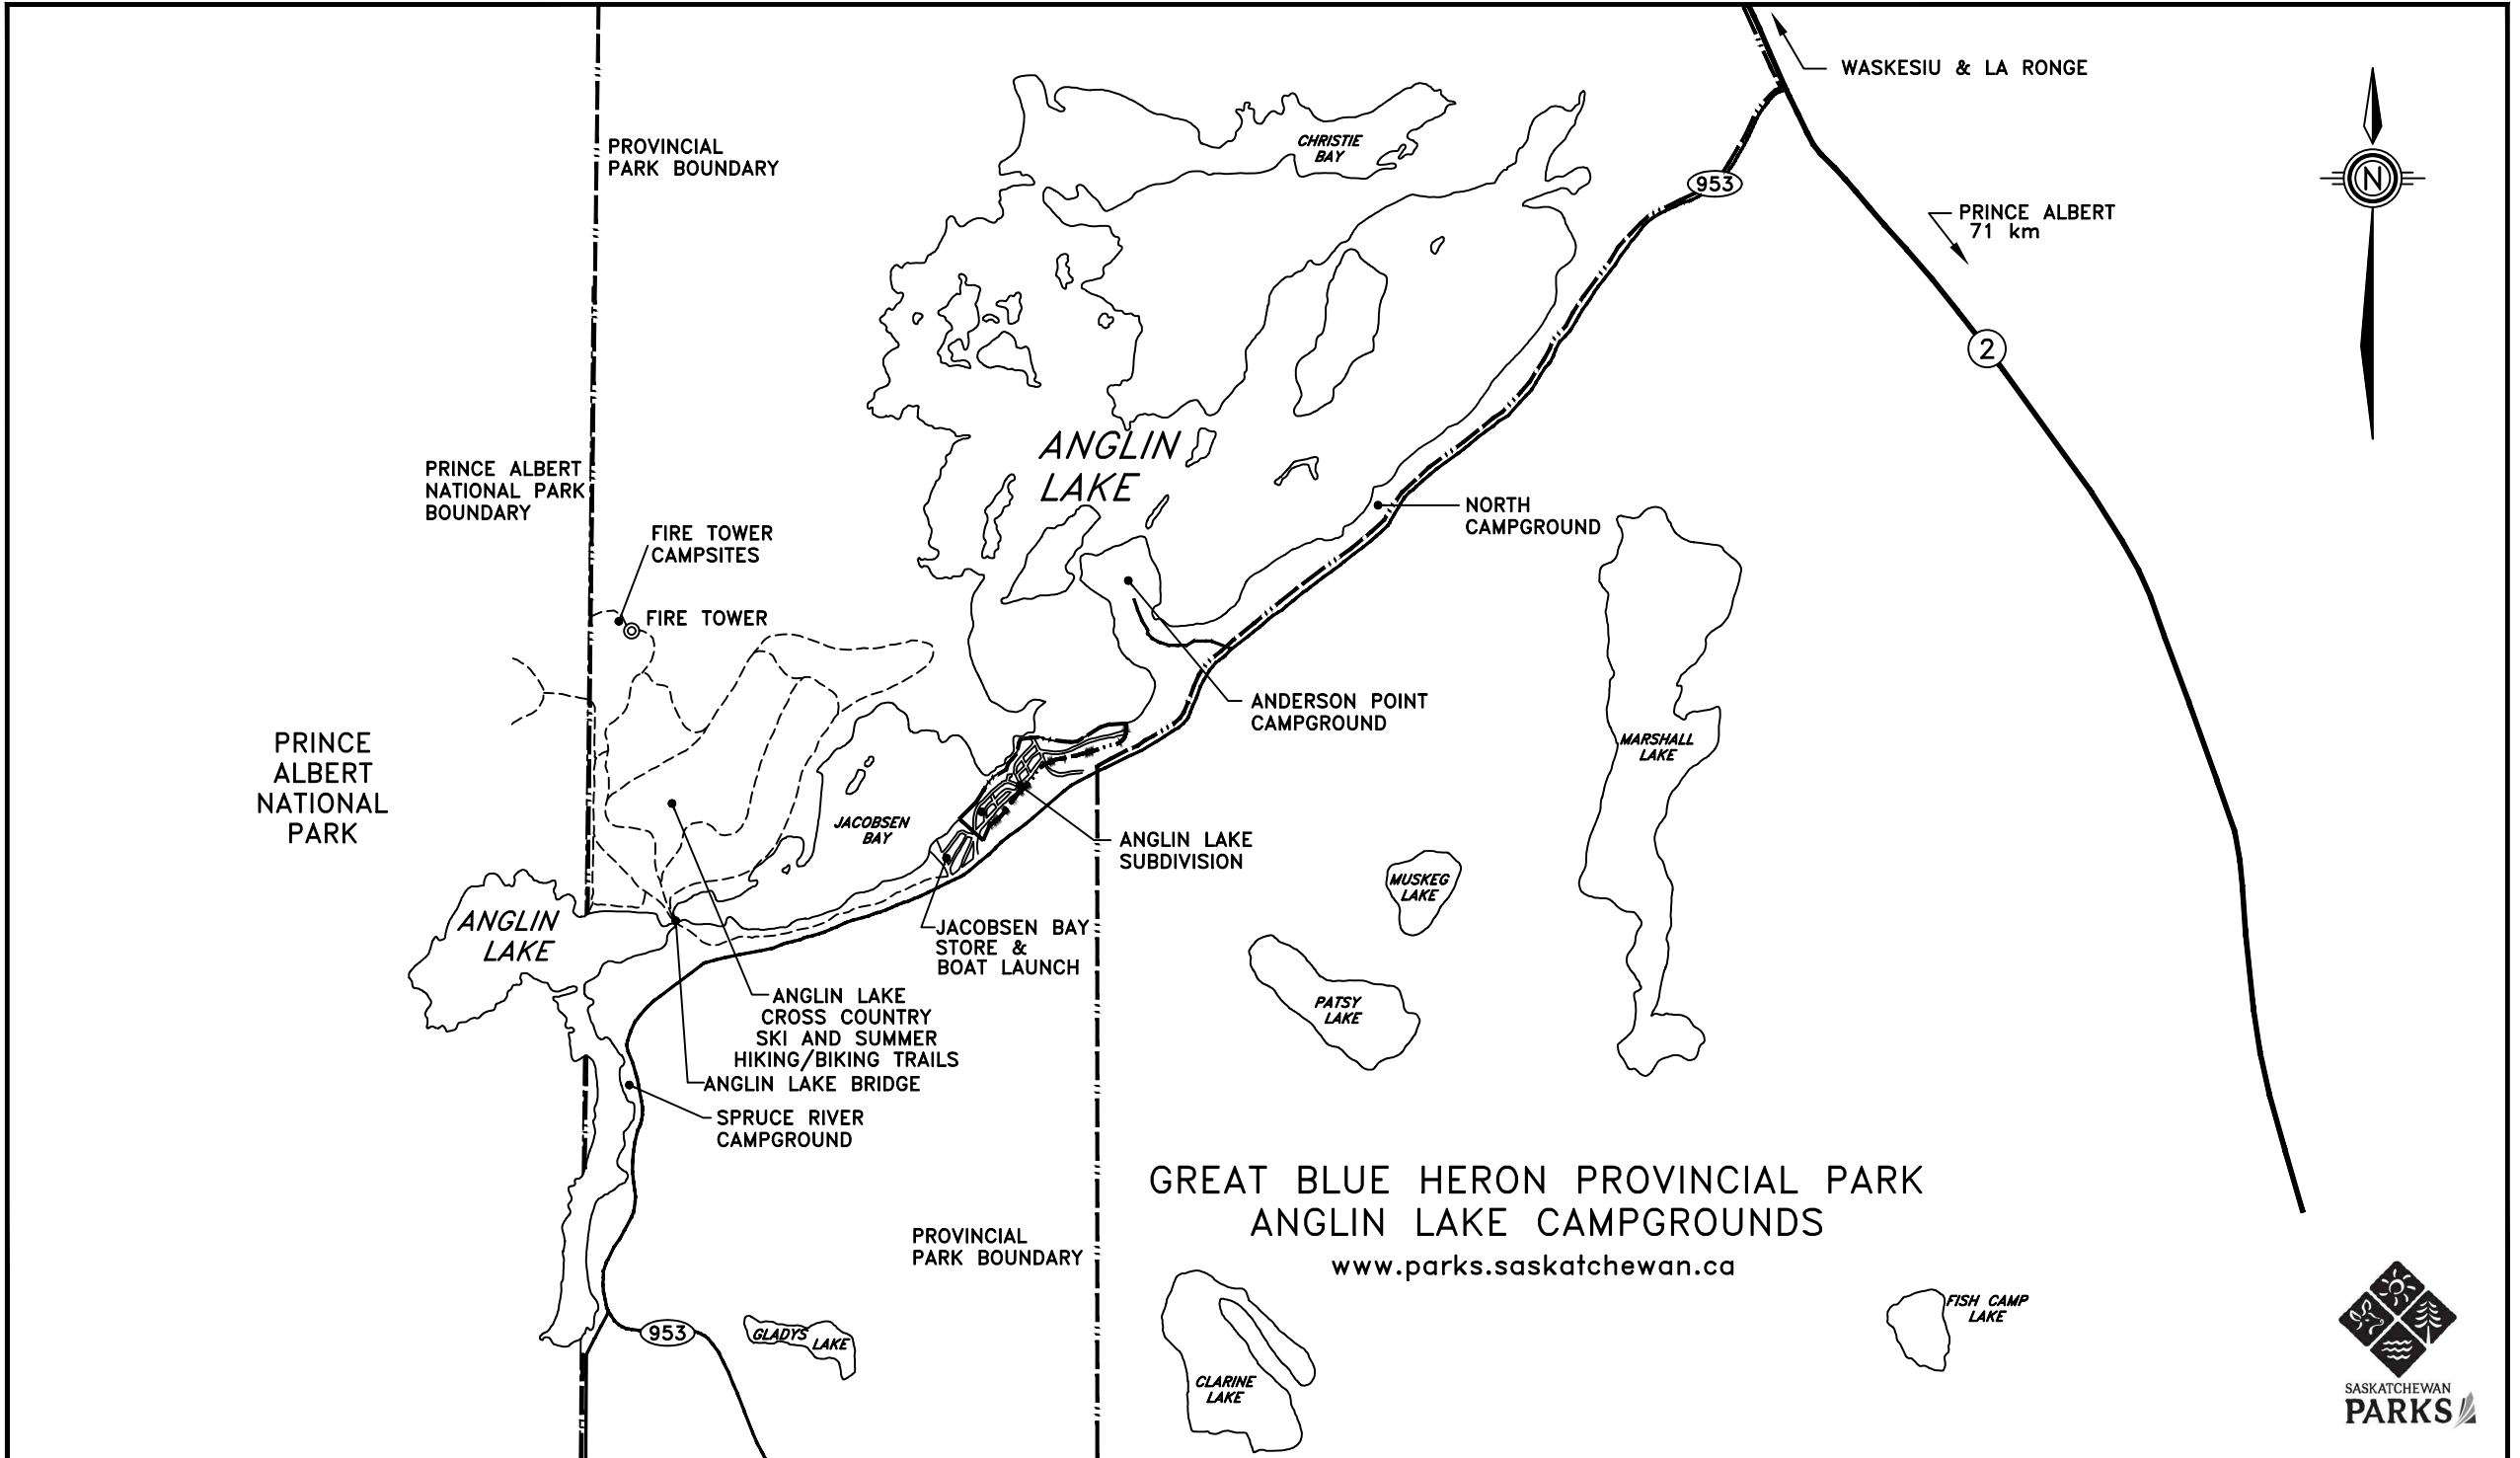 WASKESIU & LA RONGE
PROVINCIAL
PARK BOUNDARY
CHRISTIE
BAY
953
N
PRINCE ALBERT
71 km
2
ANGLIN
LAKE
PRINCE ALBERT
NATIONAL PARK
BOUNDARY
NORTH
CAMPGROUND
FIRE TOWER
CAMPSITES
FIRE TOWER
ANDERSON POINT
CAMPGROUND
PRINCE
ALBERT
NATIONAL
PARK
MARSHALL
LAKE
JACOBSEN
BAY
ANGLIN LAKE
SUBDIVISION
MUSKEG
LAKE
ANGLIN
LAKE
JACOBSEN BAY
STORE &
BOAT LAUNCH
PATSY
LAKE
ANGLIN LAKE
CROSS COUNTRY
SKI AND SUMMER
HIKING/BIKING TRAILS
ANGLIN LAKE BRIDGE
SPRUCE RIVER
CAMPGROUND
GREAT BLUE HERON PROVINCIAL PARK
ANGLIN LAKE CAMPGROUNDS
www.parks.saskatchewan.ca
PROVINCIAL
PARK BOUNDARY
953
GLADYS LAKE
CLARINE
LAKE
FISH CAMP
LAKE
SASKATCHEWAN
PARKS